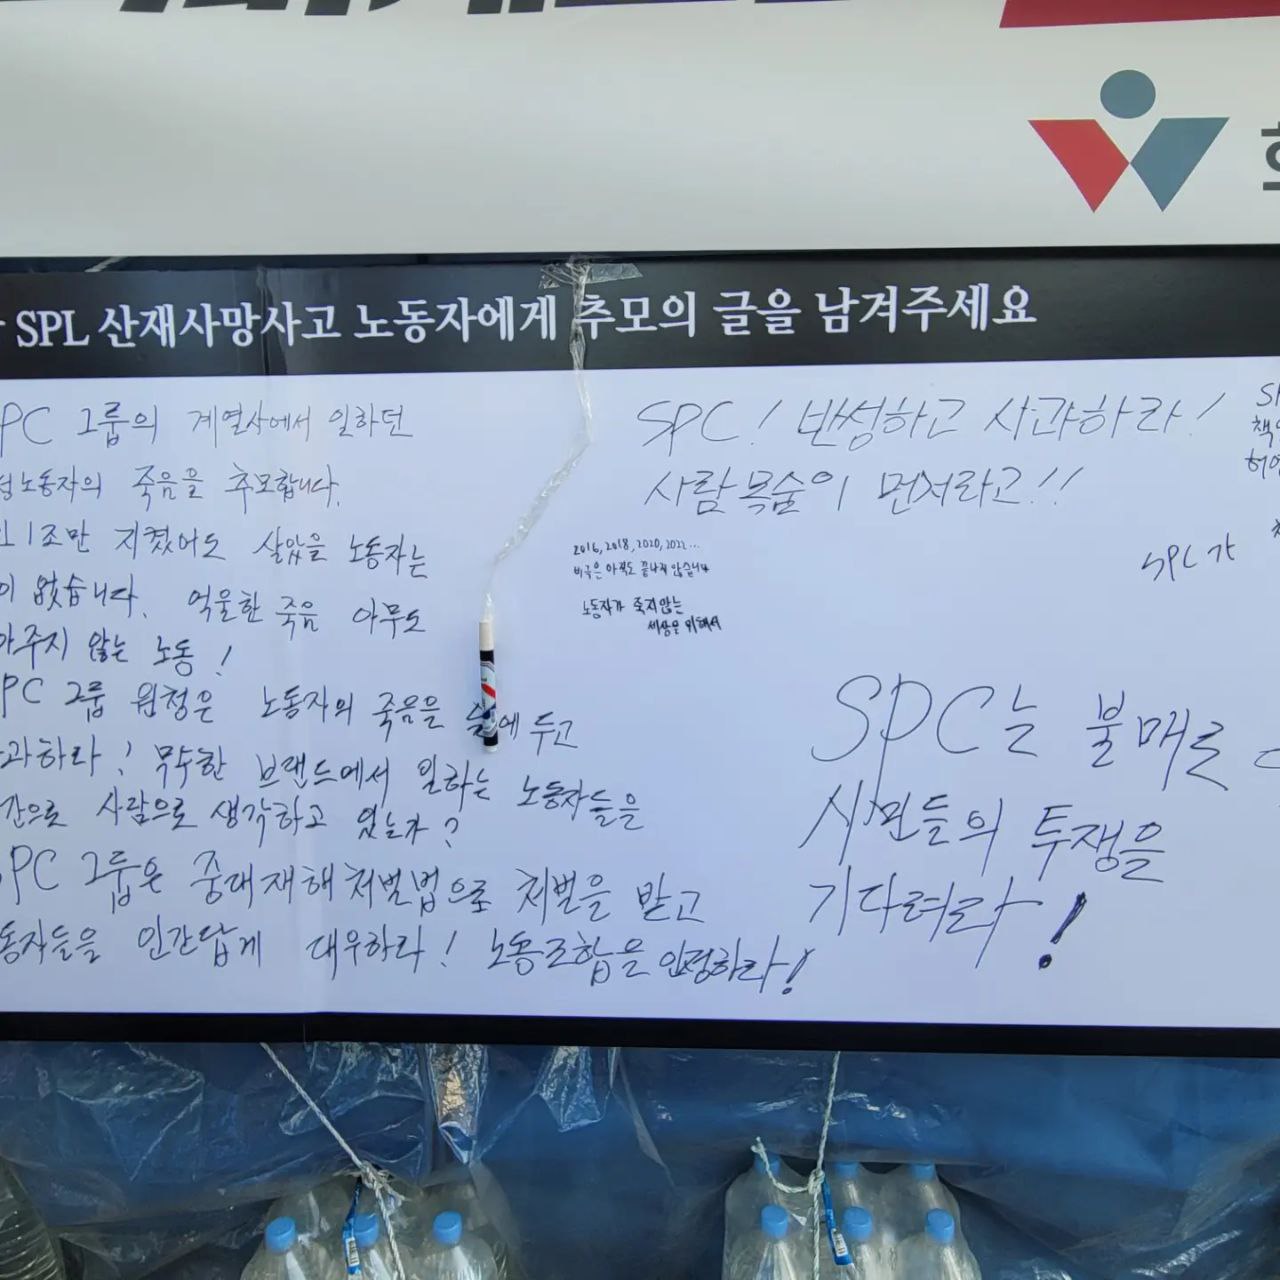 SPL 산재사망사고 노동자에게 추모의 글을 남겨주세요
SPC 그룹의 계열사에서 일하던
노동자의 죽음을 추모합니다.
1조만 지켰어도 살았을 노동자는
없습니다. 억울한 죽음 아무도
않는 노동!
SPC 그룹 원청은 노동자의 죽음을 두고
사과하라! 무수한 브랜드에서 일하는 노동자들을
사람으로 생각하고 있는가?
SPC 그룹은 중대재해처벌법으로 처벌을 받고
노동자들을 인간답게 대우하라! 노동조합을 인정하라!
SPC! 반성하고 사과하라!
사람 목숨이 먼저라고!!
2016, 2018, 2020, 2022...
비극은 아직도 끝나지 않습니다
노동자가 죽지않는
세상을 위해서
SPC는 불매로
시민들의 투쟁을
기다려라!
SPL가